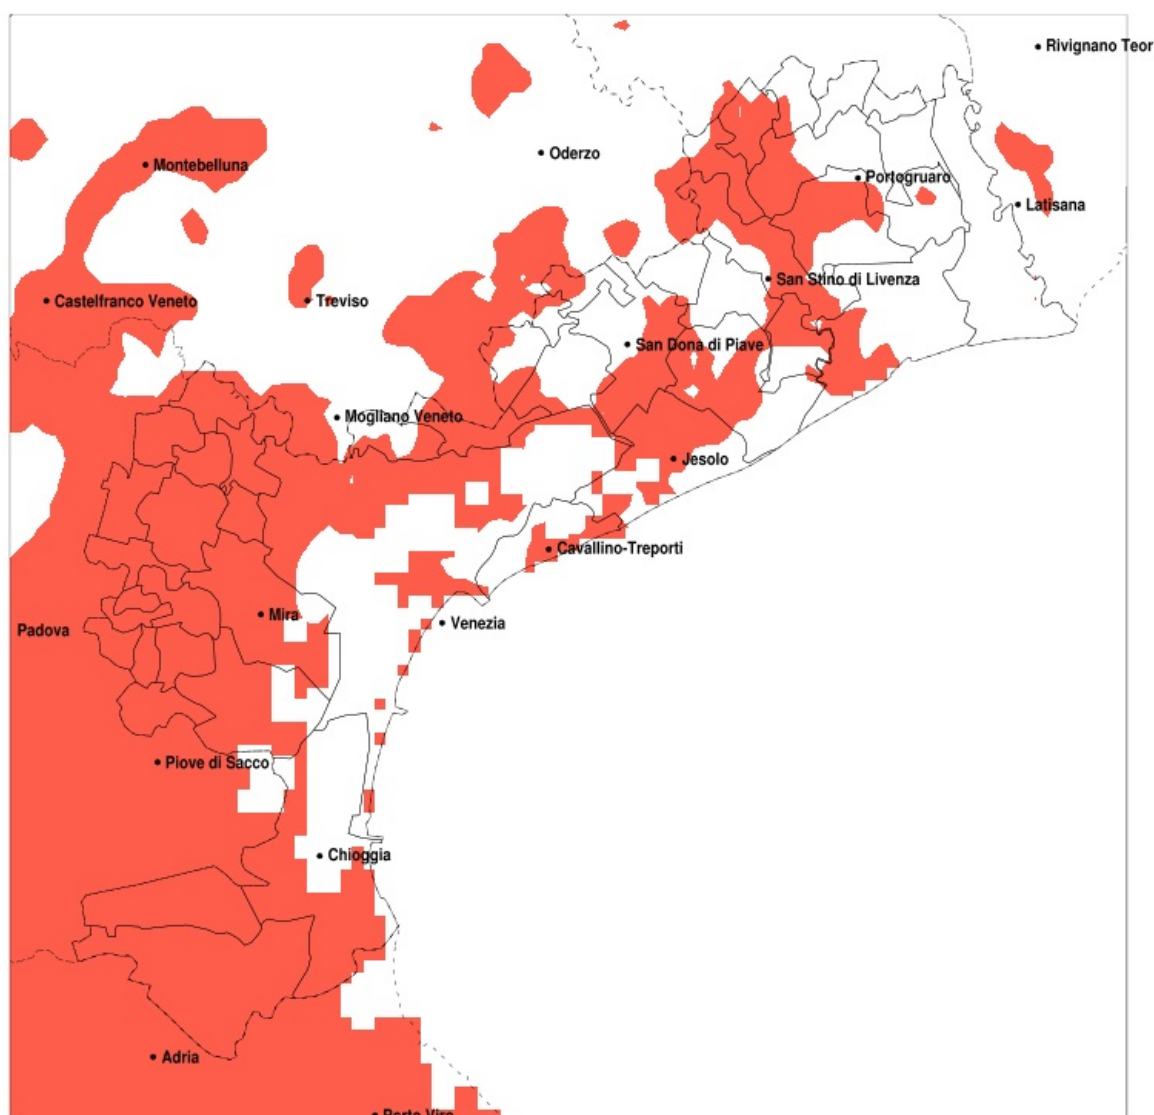 Rivignano Teor
Oderzo
Montebelluna
Portogruaro
Latisana
San Stino di Livenza
Castelfranco Veneto
Treviso
San Dona di Piave
Mogliano Veneto
Jesolo
Cavallino-Treporti
Mira
Venezia
Padova
Piove di Sacco
Chioggia
Adria
Porto Viro